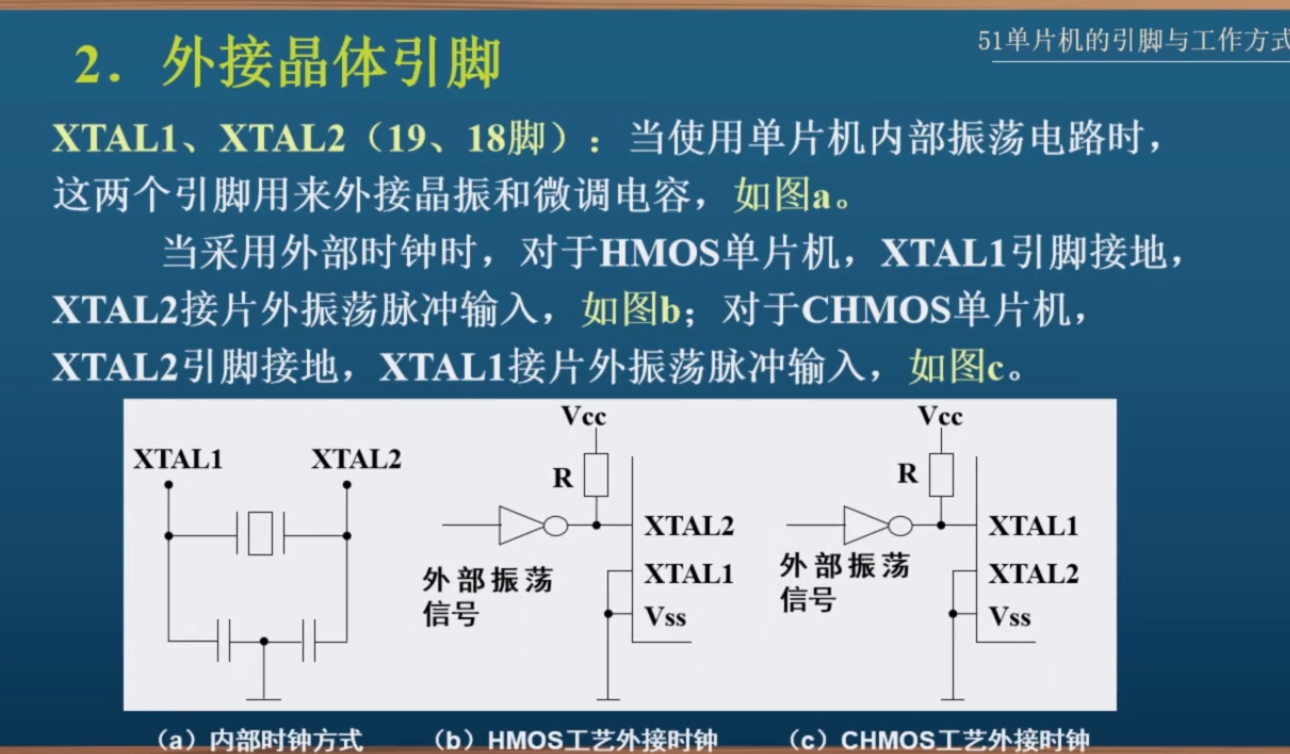 51单片机的引脚与工作方式
2. 外接晶体引脚
XTAL1、XTAL2（19、18脚）：当使用单片机内部振荡电路时，
这两个引脚用来外接晶振和微调电容，如图a。
当采用外部时钟时，对于HMOS单片机，XTAL1引脚接地，
XTAL2接片外振荡脉冲输入，如图b；对于CHMOS单片机，
XTAL2引脚接地，XTAL1接片外振荡脉冲输入，如图c。
XTAL1
XTAL2
Vcc
R
XTAL2
XTAL1
Vss
外部振荡
信号
Vcc
R
XTAL1
XTAL2
Vss
外部振荡
信号
（a）内部时钟方式
（b）HMOS工艺外接时钟
（c）CHMOS工艺外接时钟